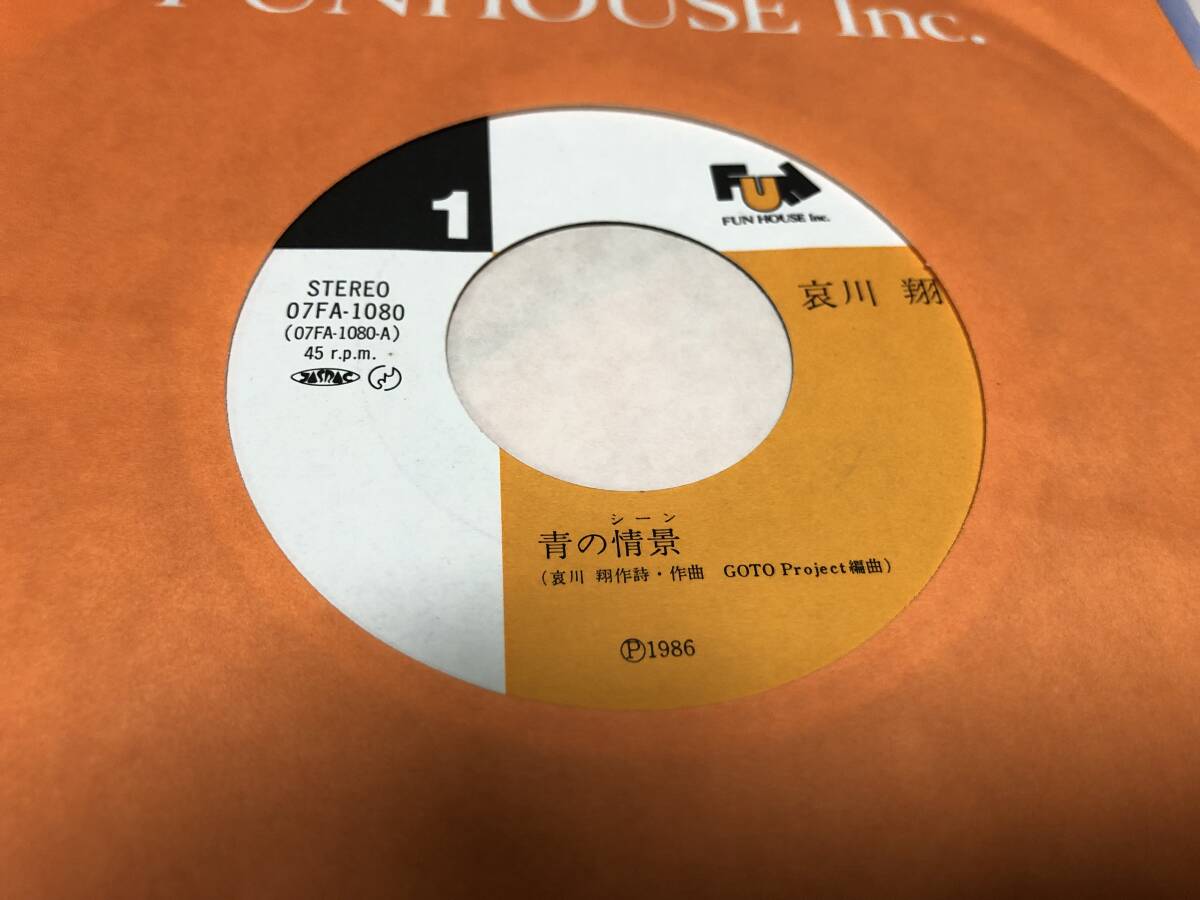 FUNHOUSE Inc.
1
FUN
FUN HOUSE Inc.
STEREO
07FA-1080
(07FA-1080-A)
45 r.p.m.
JASRAC
哀川 翔
シーン
青の情景
(哀川 翔作詩・作曲 GOTO Project編曲)
Ⓟ1986